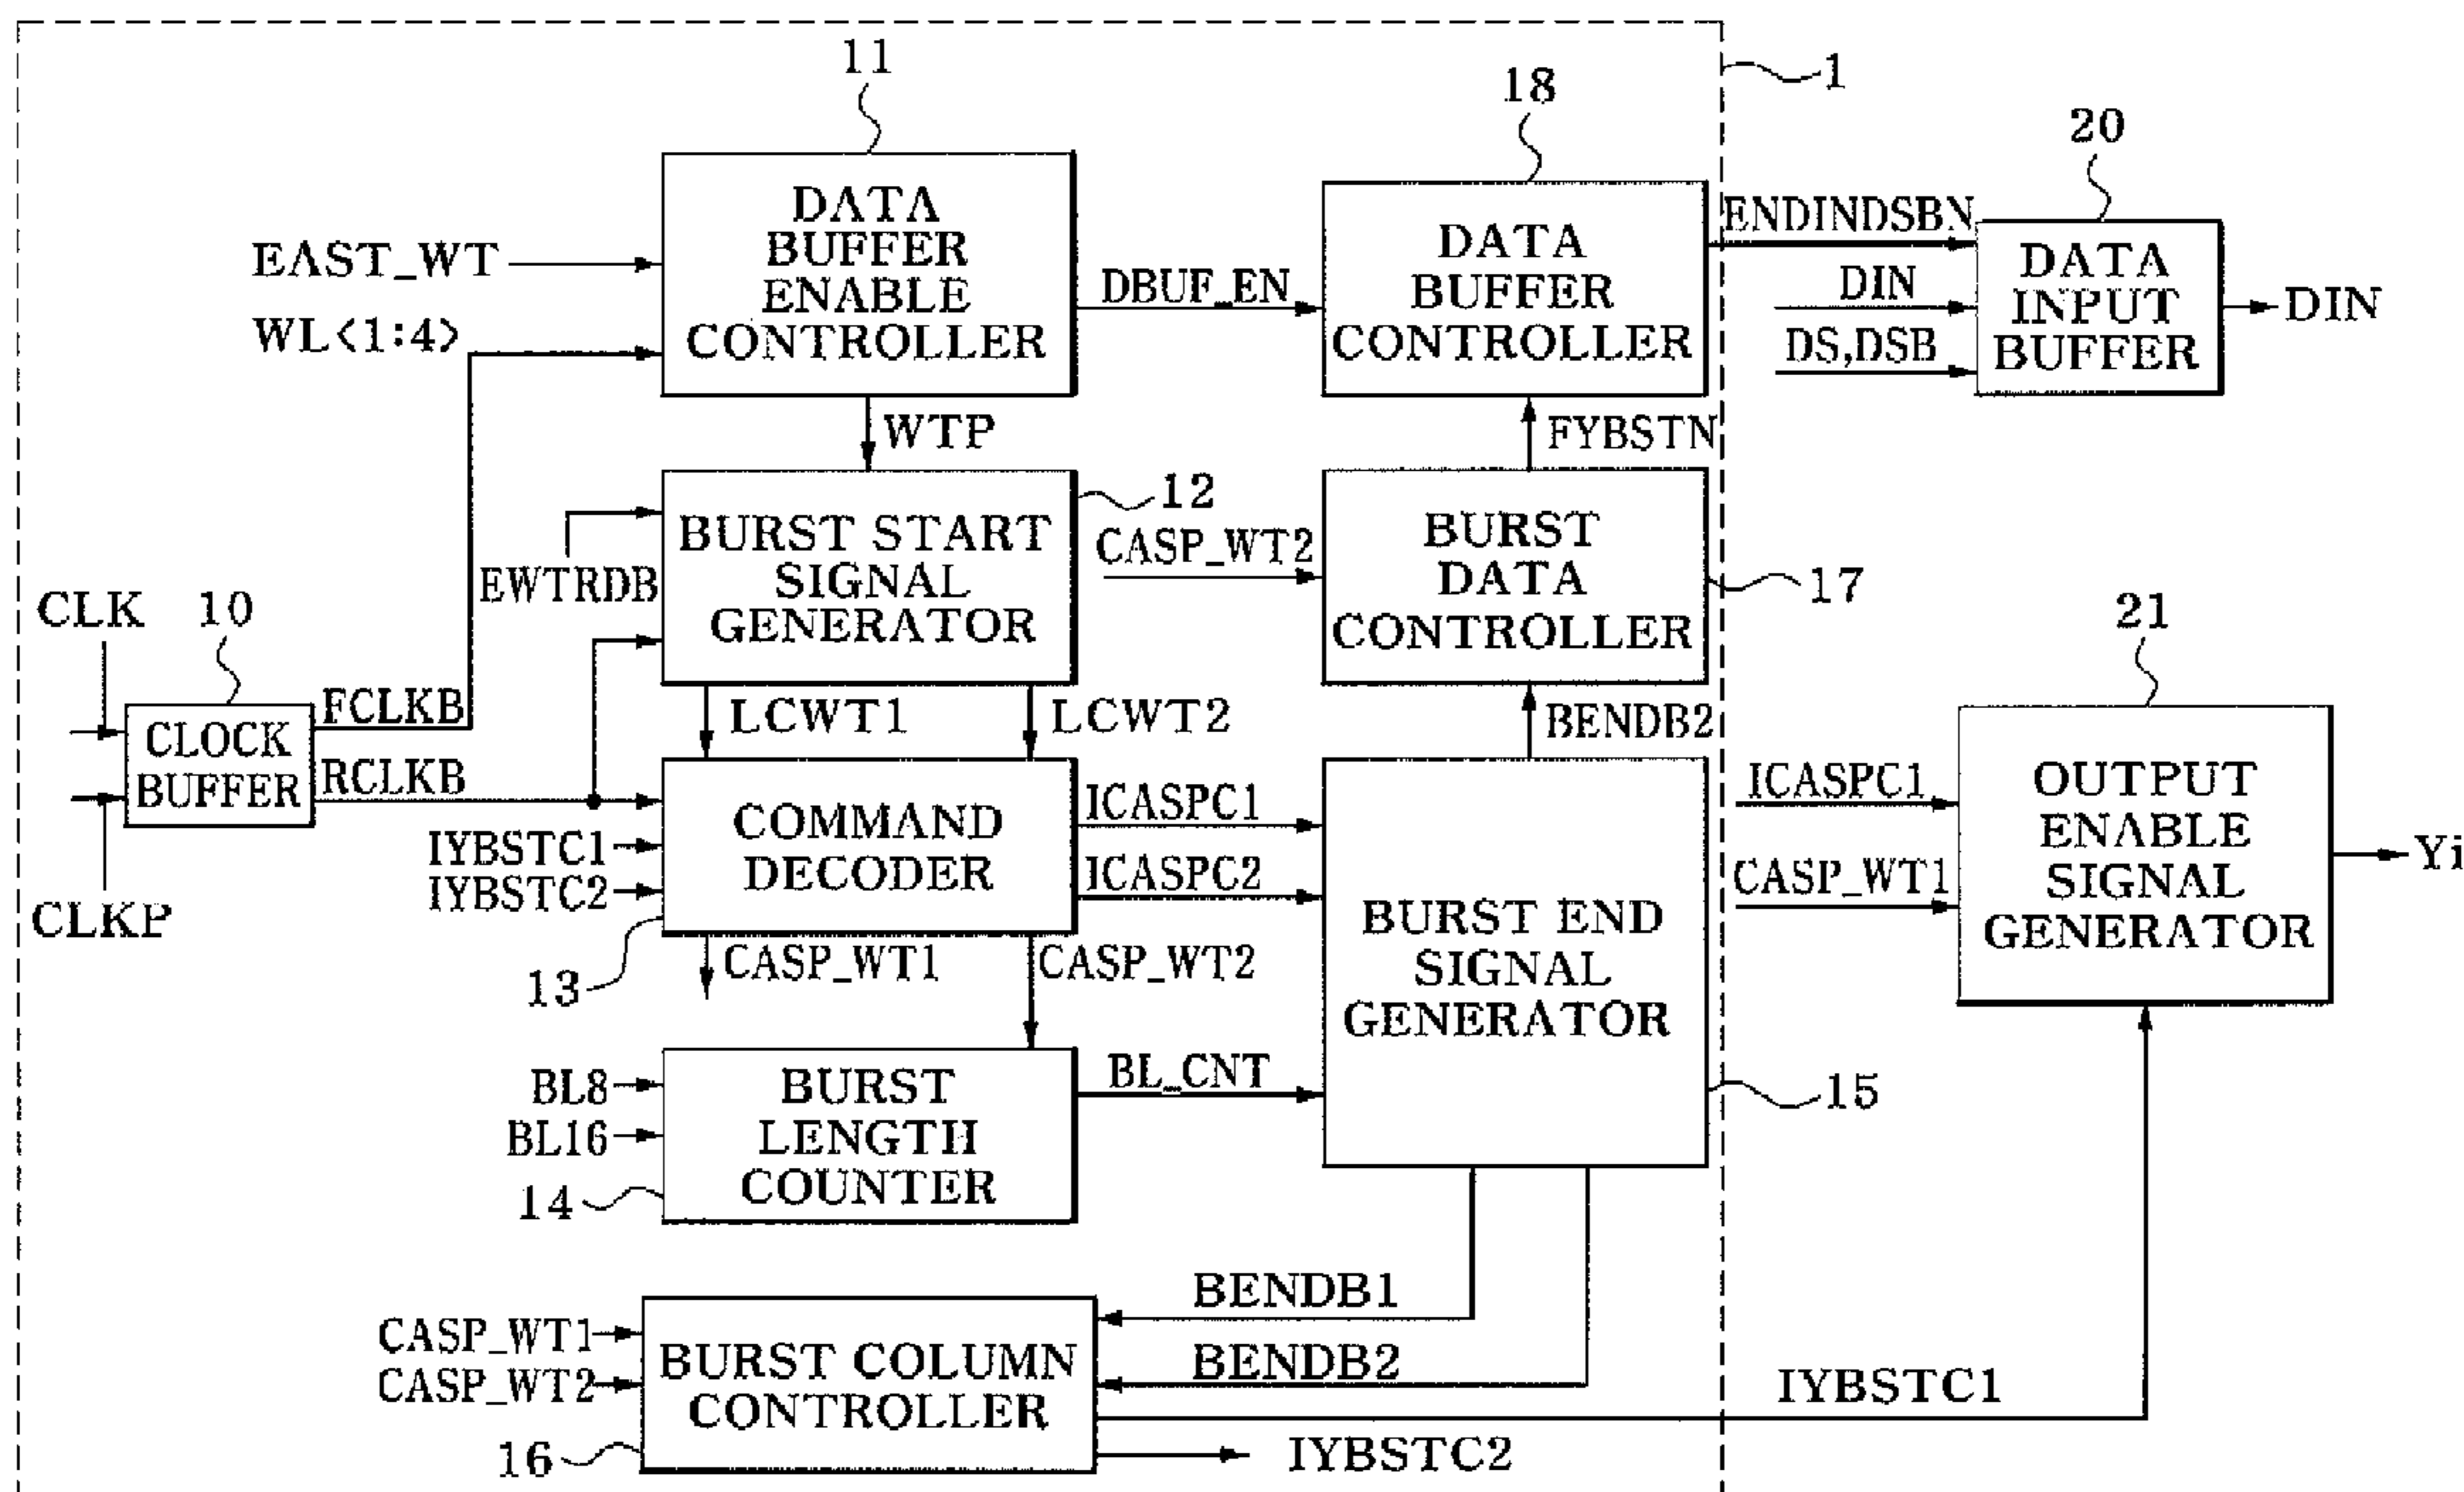 11
1
18
20
DATA
BUFFER
ENABLE
CONTROLLER
EAST_WT
WL<1:4>
DBUF_EN
DATA
BUFFER
CONTROLLER
ENDINDSBN
DIN
DS,DSB
DATA
INPUT
BUFFER
DIN
WTP
FYBSTN
12
BURST START
SIGNAL
GENERATOR
EWTRDB
CASP_WT2
BURST
DATA
CONTROLLER
17
CLK
10
21
FCLKB
CLOCK
BUFFER
RCLKB
CLKP
LCWT1
LCWT2
BENDB2
COMMAND
DECODER
IYBSTC1
IYBSTC2
ICASPC1
ICASPC2
13
CASP_WT1
CASP_WT2
BURST END
SIGNAL
GENERATOR
15
ICASPC1
CASP_WT1
OUTPUT
ENABLE
SIGNAL
GENERATOR
Yi
BL8
BL16
BURST
LENGTH
COUNTER
14
BL_CNT
BENDB1
BENDB2
CASP_WT1
CASP_WT2
BURST COLUMN
CONTROLLER
16
IYBSTC1
IYBSTC2